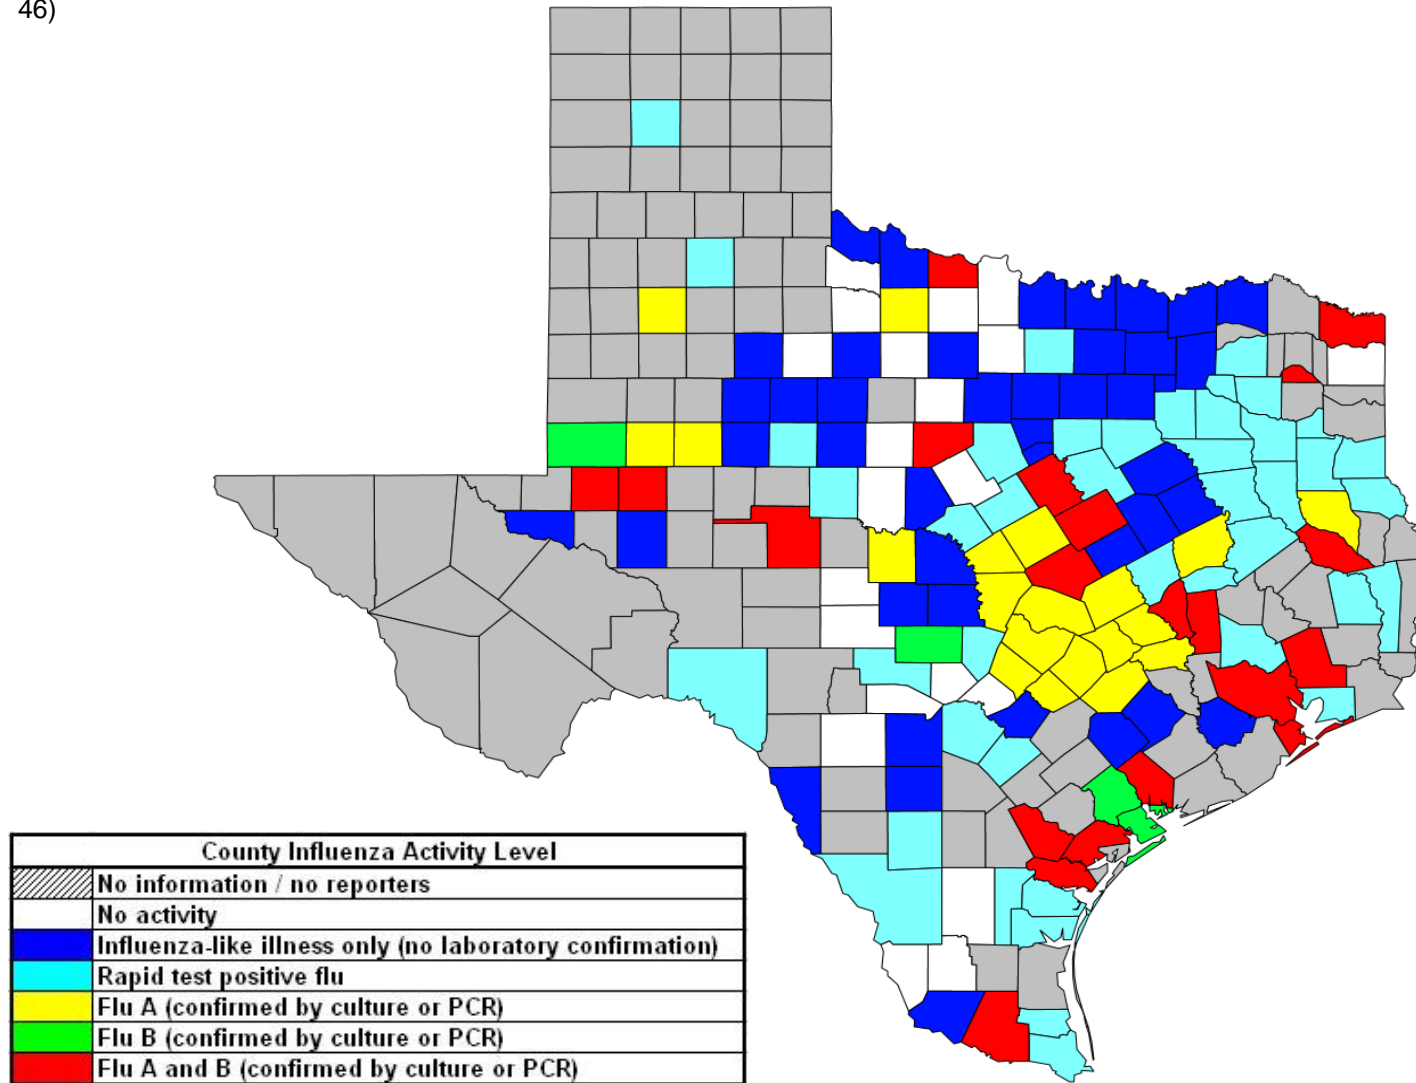 46)
County Influenza Activity Level
No information / no reporters
No activity
Influenza-like illness only (no laboratory confirmation)
Rapid test positive flu
Flu A (confirmed by culture or PCR)
Flu B (confirmed by culture or PCR)
Flu A and B (confirmed by culture or PCR)